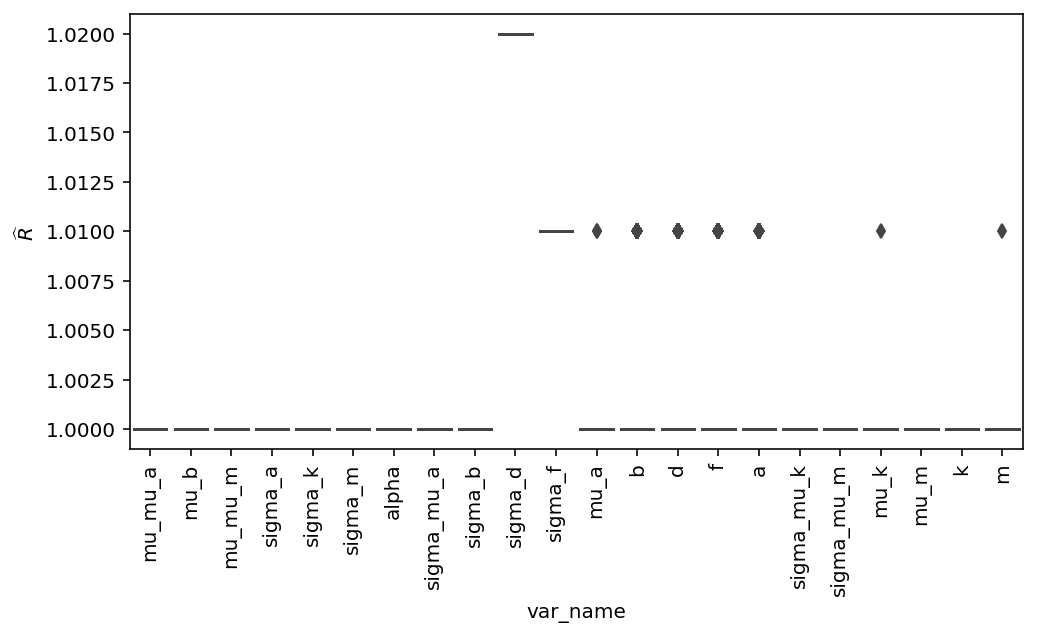 1.0200
1.0175
1.0150
1.0125
1.0100
1.0075
1.0050
1.0025
1.0000
R̂
mu_mu_a
mu_b
mu_mu_m
sigma_a
sigma_k
sigma_m
alpha
sigma_mu_a
sigma_b
sigma_d
sigma_f
mu_a
b
d
f
a
sigma_mu_k
sigma_mu_m
mu_k
mu_m
k
m
var_name